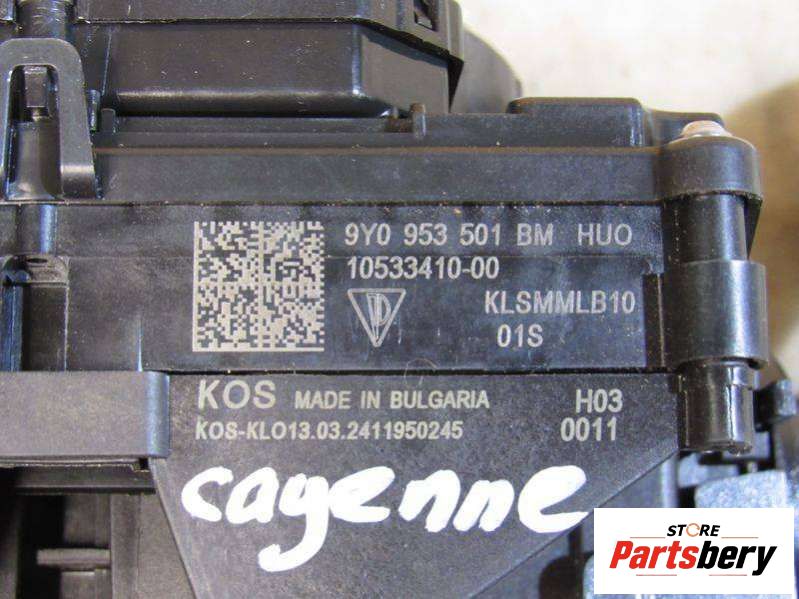 9Y0 953 501 BM HUO
10533410-00
KLSMMLB10
01S
KOS MADE IN BULGARIA H03
KOS-KLO13.03.2411950245 0011
cayenne
STORE
Partsbery